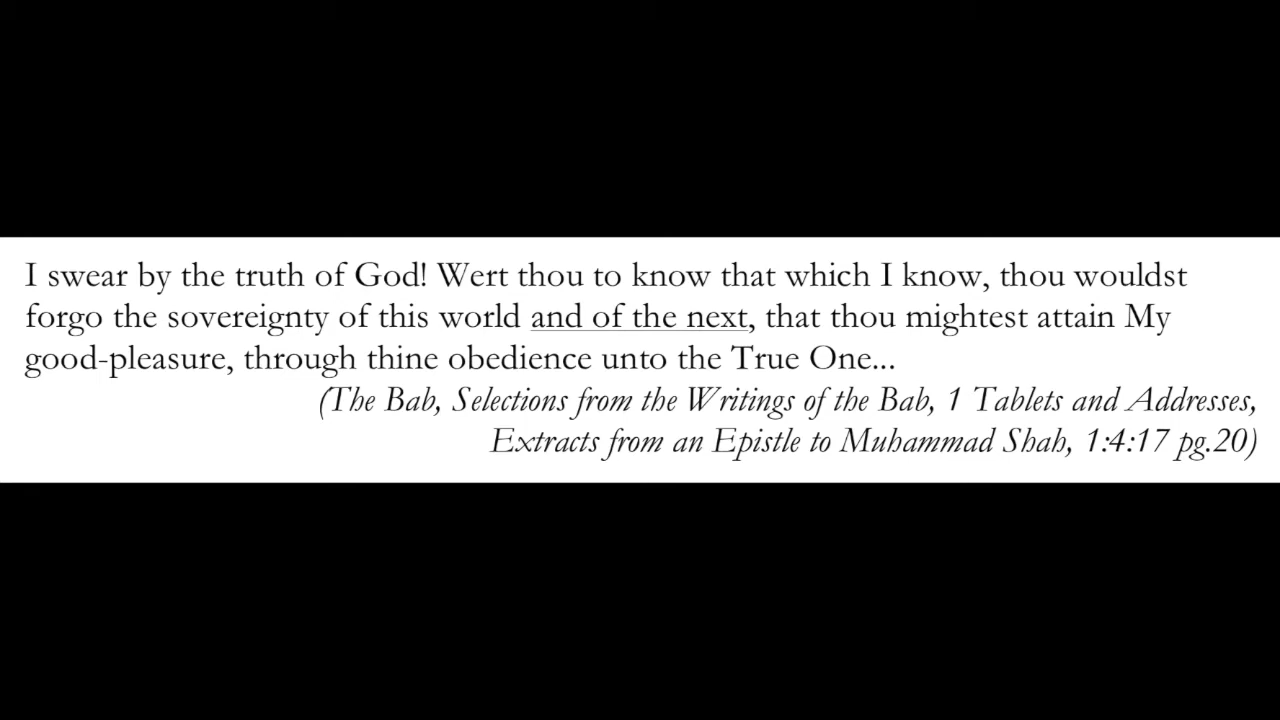 I swear by the truth of God! Wert thou to know that which I know, thou wouldst
forgo the sovereignty of this world and of the next, that thou mightest attain My
good-pleasure, through thine obedience unto the True One...
(The Bab, Selections from the Writings of the Bab, 1 Tablets and Addresses,
Extracts from an Epistle to Muhammad Shah, 1:4:17 pg.20)